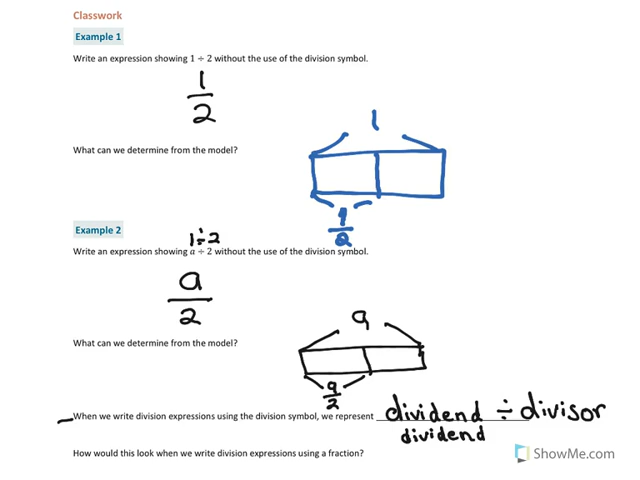 Classwork
Example 1
Write an expression showing 1 ÷ 2 without the use of the division symbol.
1
2
1
What can we determine from the model?
1
2
Example 2
1 ÷ 2
Write an expression showing a ÷ 2 without the use of the division symbol.
a
2
a
What can we determine from the model?
a
2
When we write division expressions using the division symbol, we represent dividend ÷ divisor
dividend
How would this look when we write division expressions using a fraction?
ShowMe.com